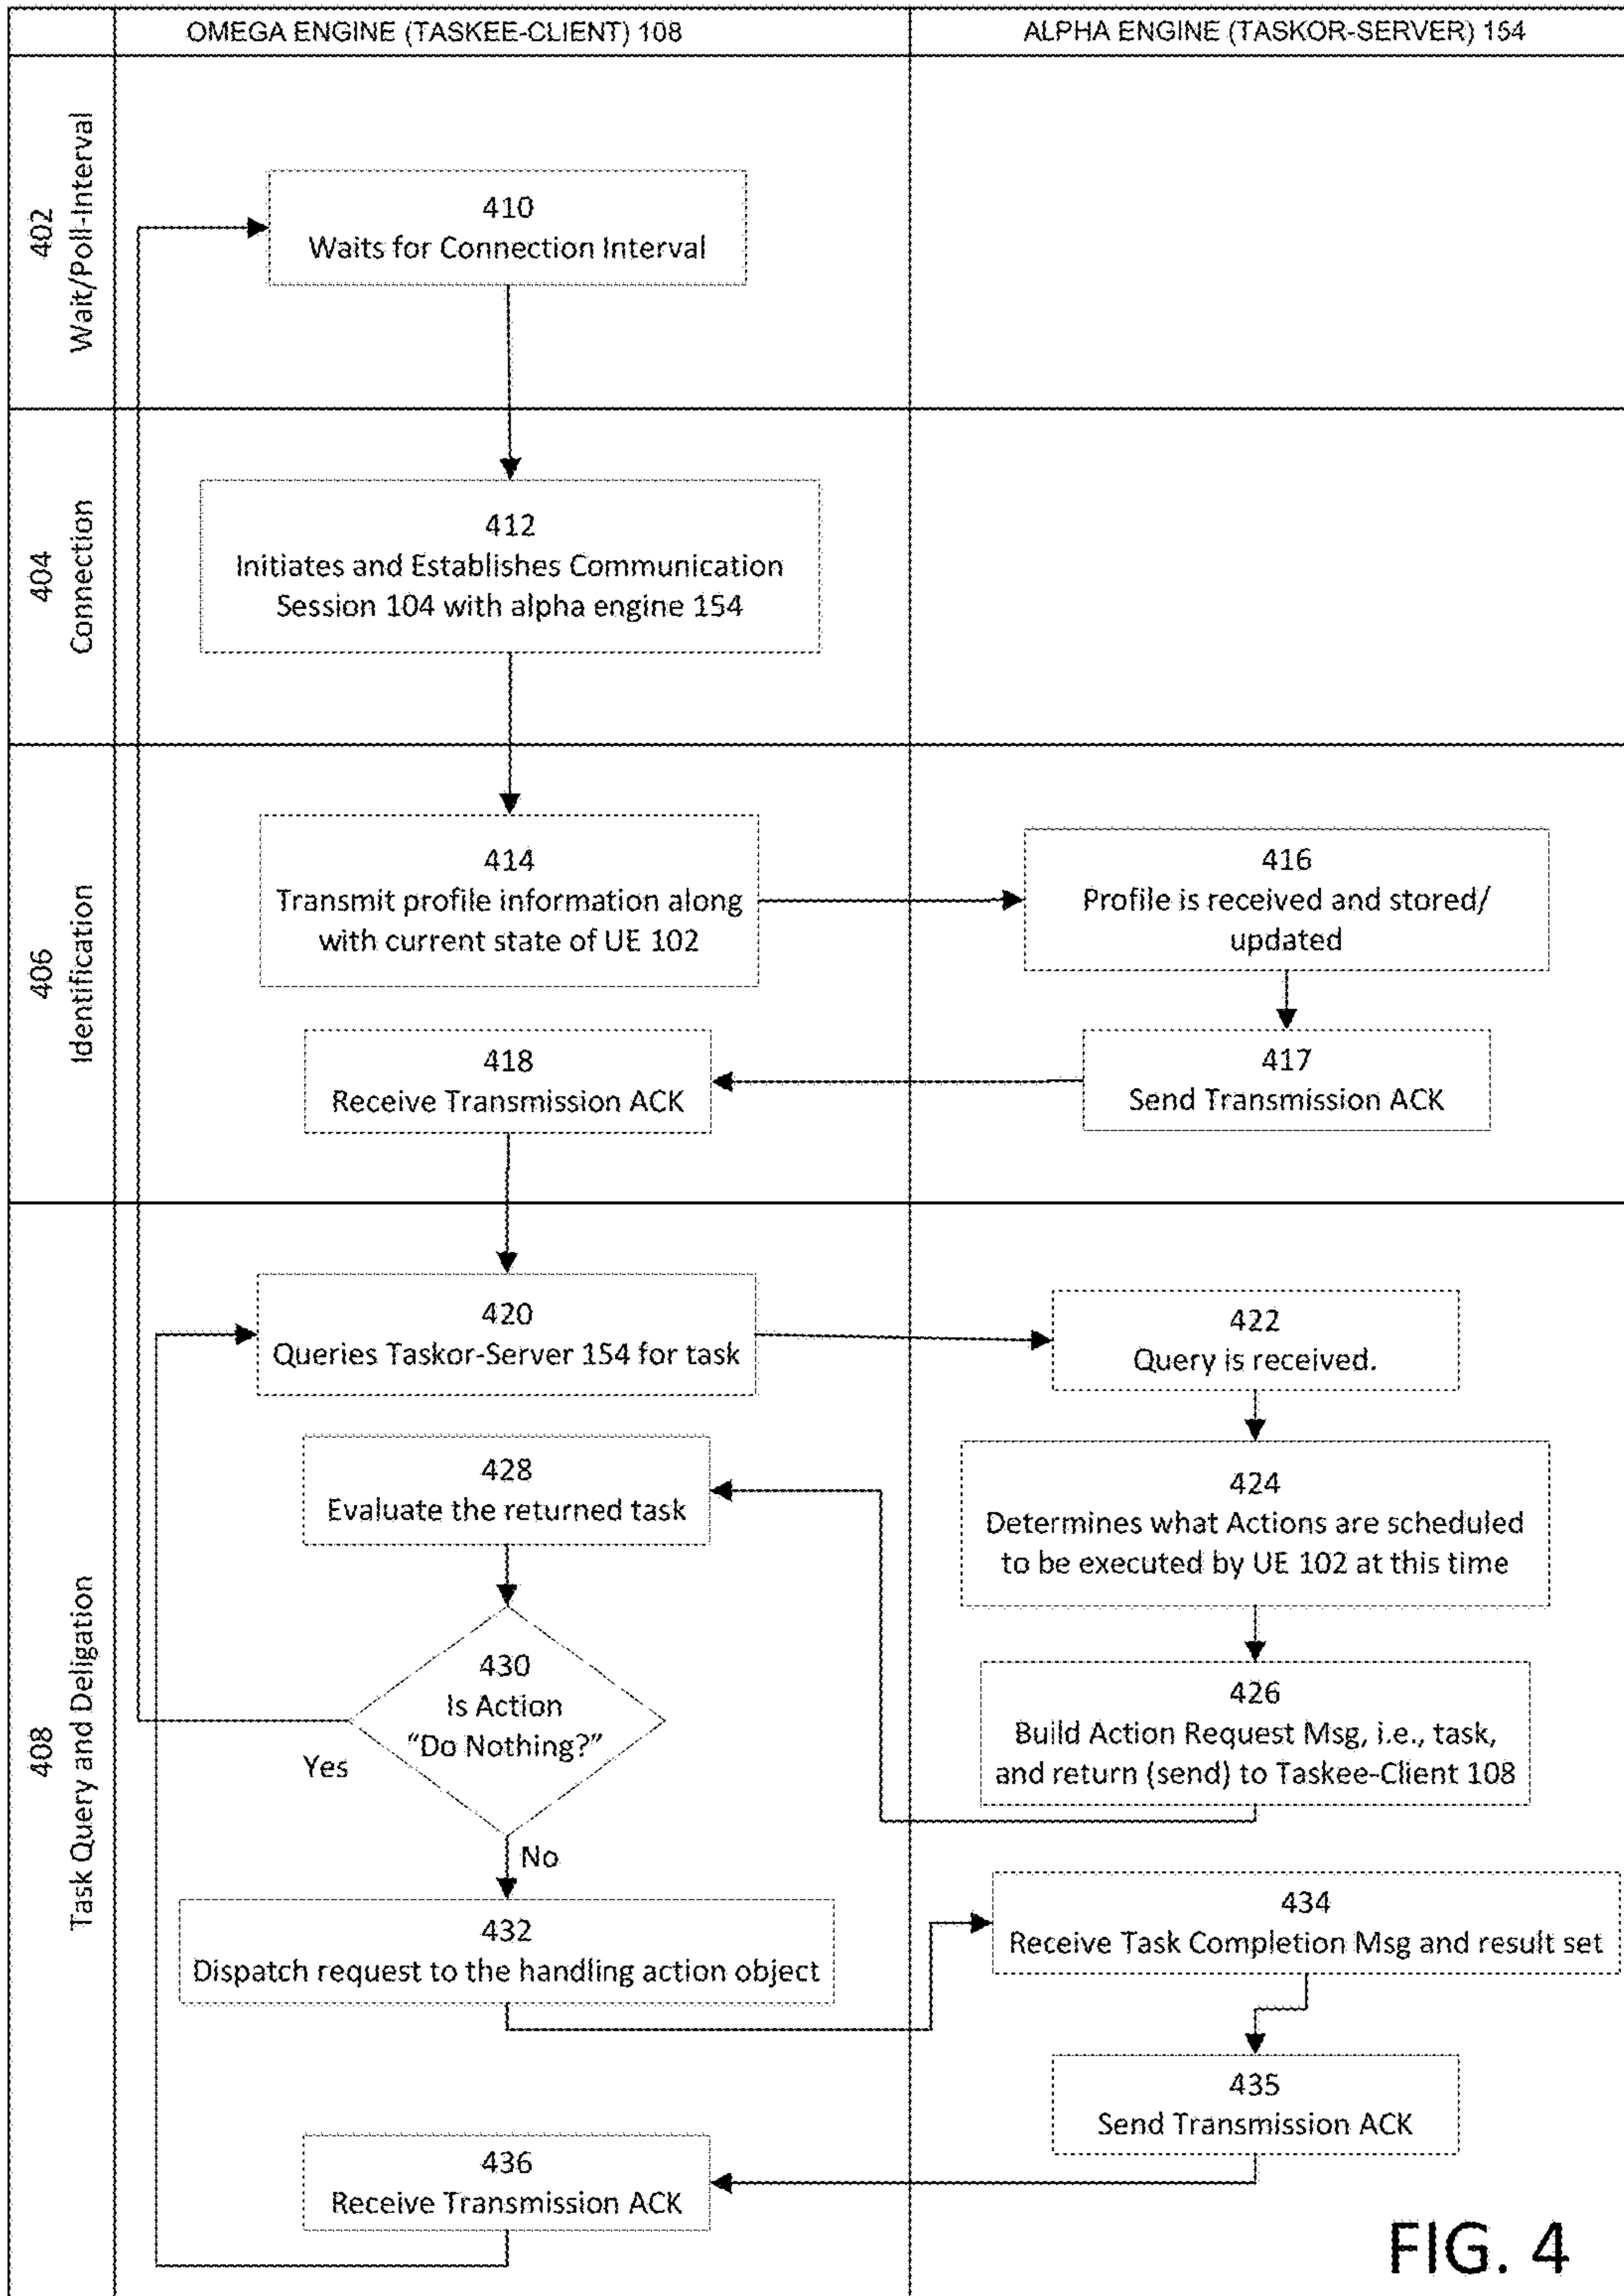 OMEGA ENGINE (TASKEE-CLIENT) 108
ALPHA ENGINE (TASKOR-SERVER) 154
402
Wait/Poll-Interval
410
Waits for Connection Interval
404
Connection
412
Initiates and Establishes Communication
Session 104 with alpha engine 154
406
Identification
414
Transmit profile information along
with current state of UE 102
416
Profile is received and stored/
updated
418
Receive Transmission ACK
417
Send Transmission ACK
408
Task Query and Deligation
420
Queries Taskor-Server 154 for task
422
Query is received.
424
Determines what Actions are scheduled
to be executed by UE 102 at this time
426
Build Action Request Msg, i.e., task,
and return (send) to Taskee-Client 108
428
Evaluate the returned task
430
Is Action
“Do Nothing?”
Yes
No
432
Dispatch request to the handling action object
434
Receive Task Completion Msg and result set
435
Send Transmission ACK
436
Receive Transmission ACK
FIG. 4